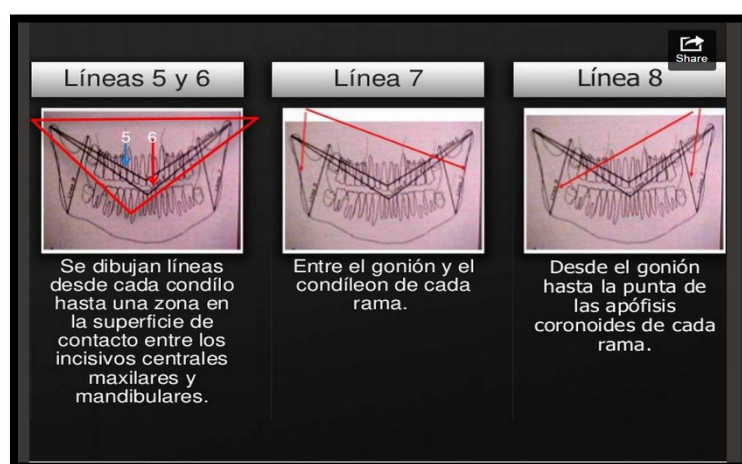 Share
Líneas 5 y 6
5 6
Se dibujan líneas
desde cada condílo
hasta una zona en
la superficie de
contacto entre los
incisivos centrales
maxilares y
mandibulares.
Línea 7
Entre el gonión y el
condíleon de cada
rama.
Línea 8
Desde el gonión
hasta la punta de
las apófisis
coronoides de cada
rama.